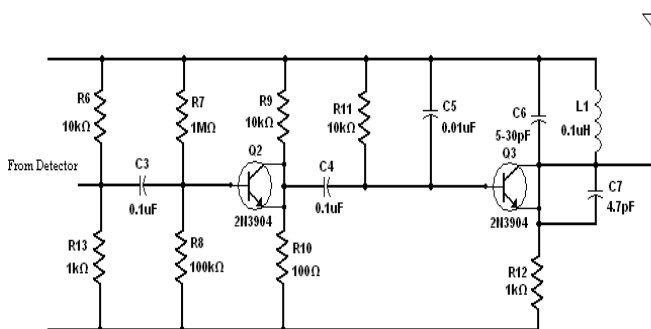 R6
10kΩ
R7
1MΩ
R9
10kΩ
R11
10kΩ
C5
0.01uF
C6
5-30pF
L1
0.1uH
From Detector
C3
0.1uF
Q2
2N3904
C4
0.1uF
Q3
2N3904
C7
4.7pF
R13
1kΩ
R8
100kΩ
R10
100Ω
R12
1kΩ